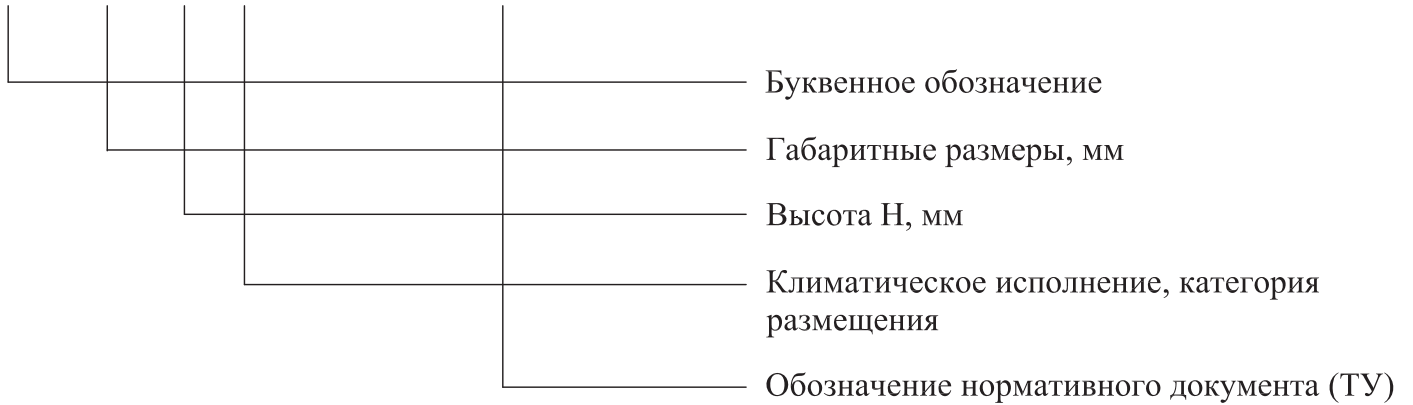 Буквенное обозначение
Габаритные размеры, мм
Высота H, мм
Климатическое исполнение, категория
размещения
Обозначение нормативного документа (ТУ)